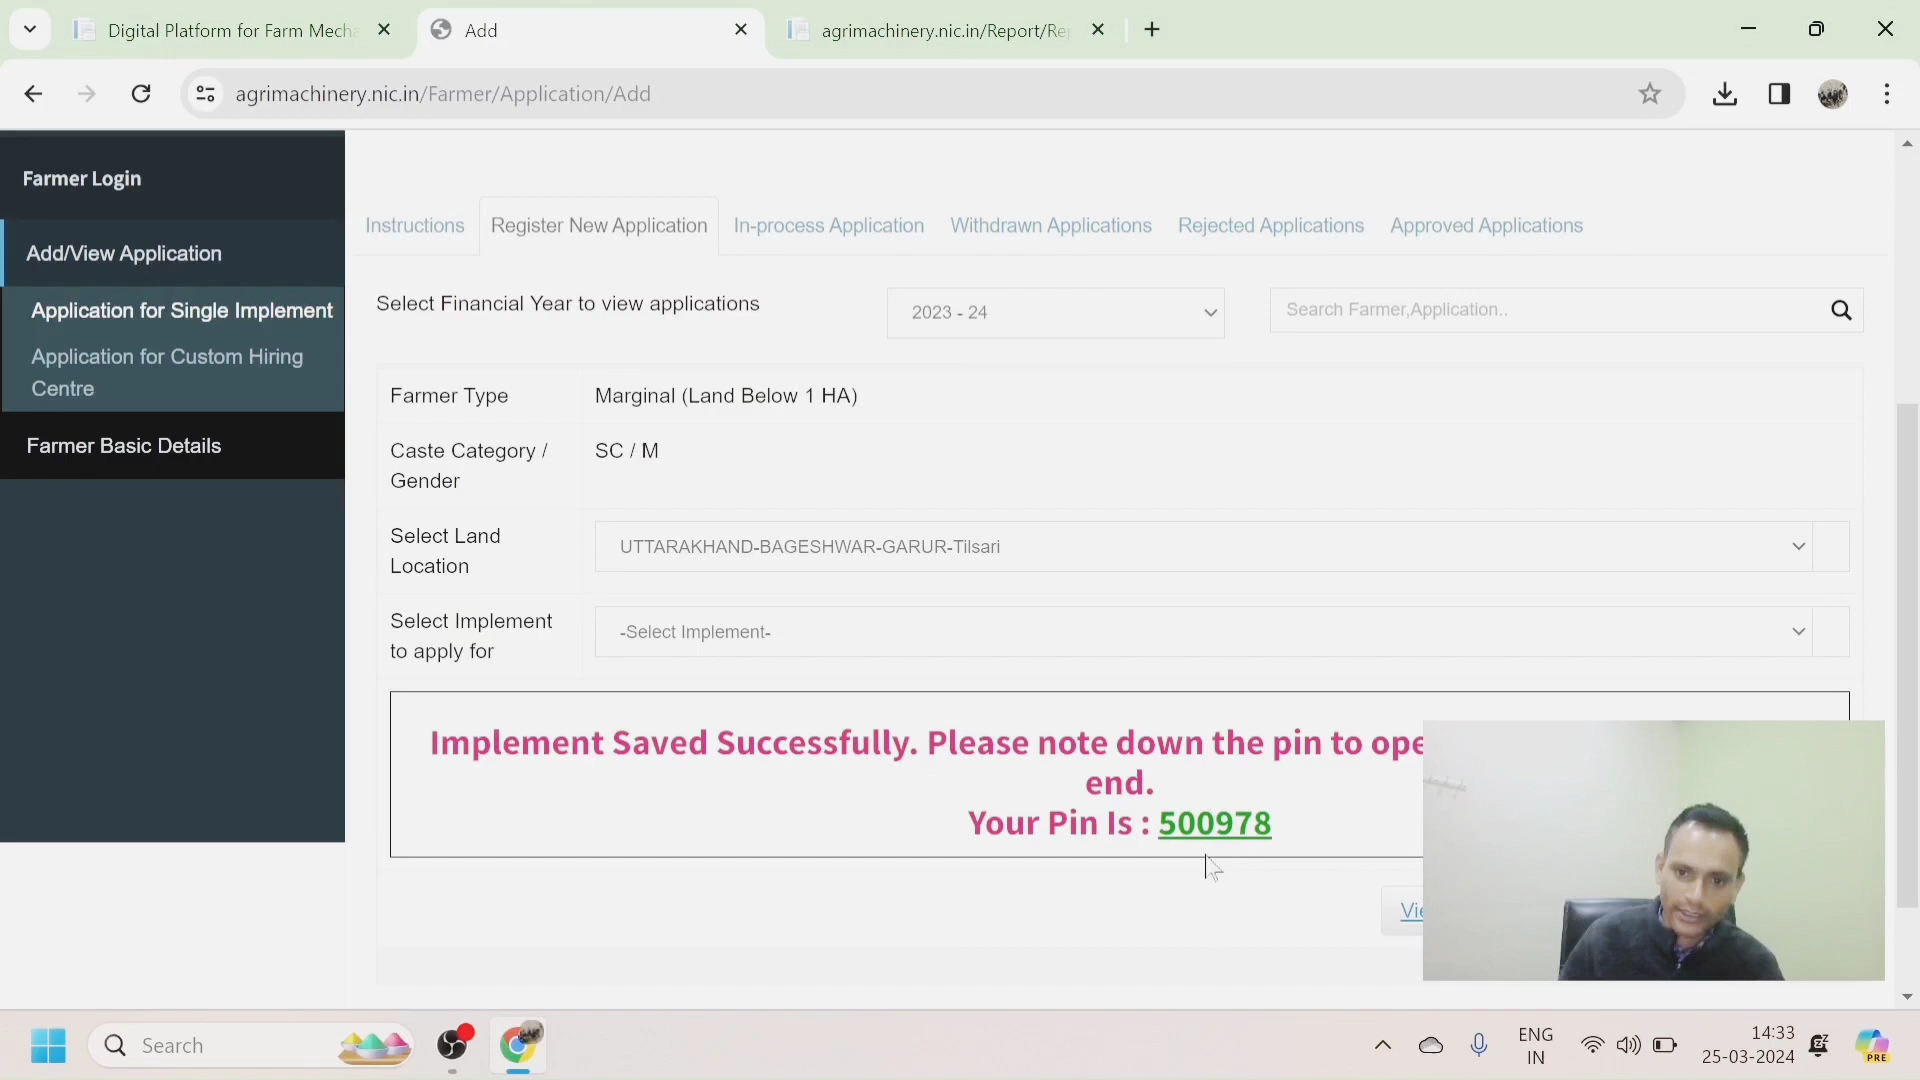 Digital Platform for Farm Mech
Add
agrimachinery.nic.in/Report/Re
agrimachinery.nic.in/Farmer/Application/Add
Farmer Login
Add/View Application
Application for Single Implement
Application for Custom Hiring
Centre
Farmer Basic Details
Instructions
Register New Application
In-process Application
Withdrawn Applications
Rejected Applications
Approved Applications
Select Financial Year to view applications
2023 - 24
Search Farmer,Application..
Farmer Type
Marginal (Land Below 1 HA)
Caste Category /
Gender
SC / M
Select Land
Location
UTTARAKHAND-BAGESHWAR-GARUR-Tilsari
Select Implement
to apply for
-Select Implement-
Implement Saved Successfully. Please note down the pin to ope
end.
Your Pin Is : 500978
Vie
Search
ENG
IN
14:33
25-03-2024
PRE